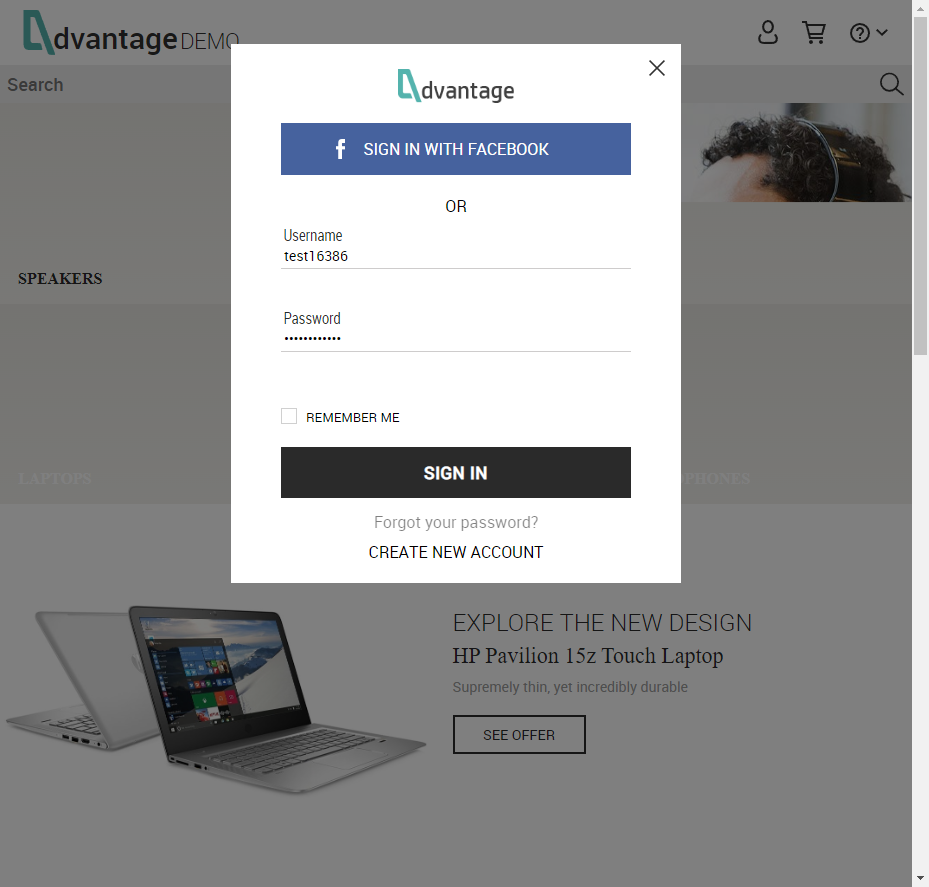 dvantage DEMO
Search
dvantage
SIGN IN WITH FACEBOOK
OR
Username
test16386
SPEAKERS
Password
••••••••••••
REMEMBER ME
SIGN IN
LAPTOPS
PHONES
Forgot your password?
CREATE NEW ACCOUNT
EXPLORE THE NEW DESIGN
HP Pavilion 15z Touch Laptop
Supremely thin, yet incredibly durable
SEE OFFER